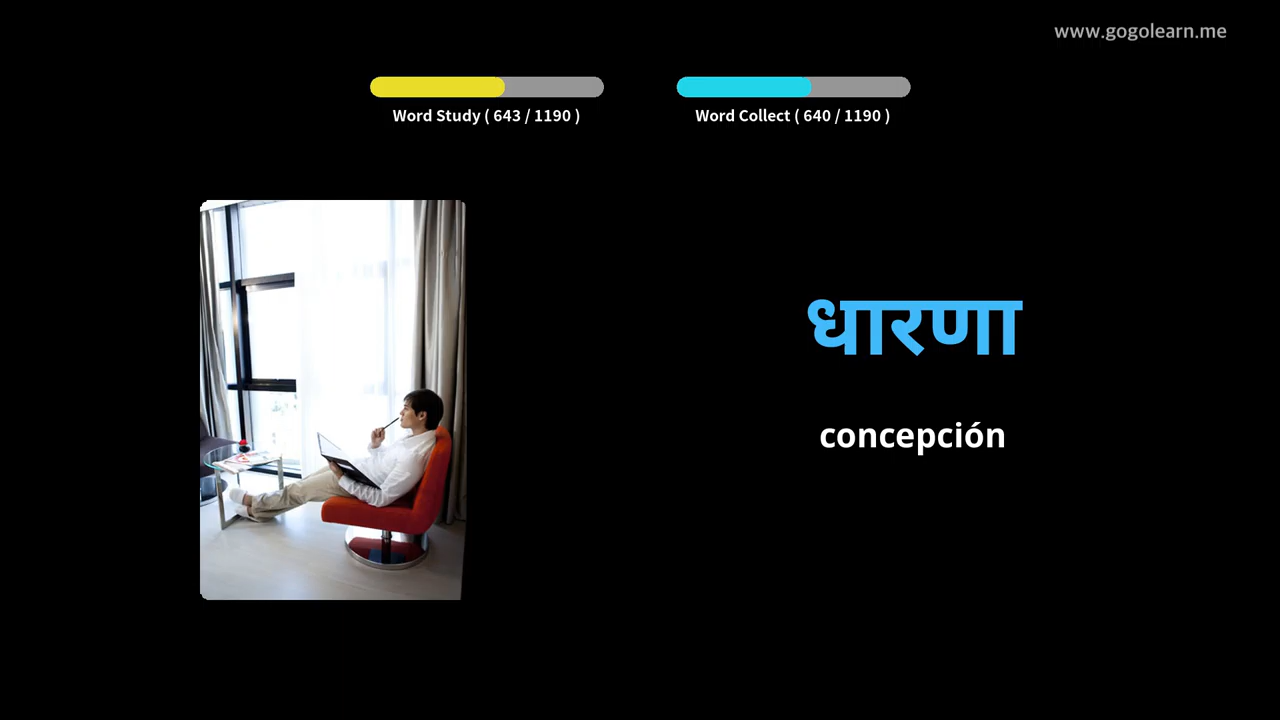 www.gogolearn.me
Word Study ( 643 / 1190 )
Word Collect ( 640 / 1190 )
धारणा
concepción